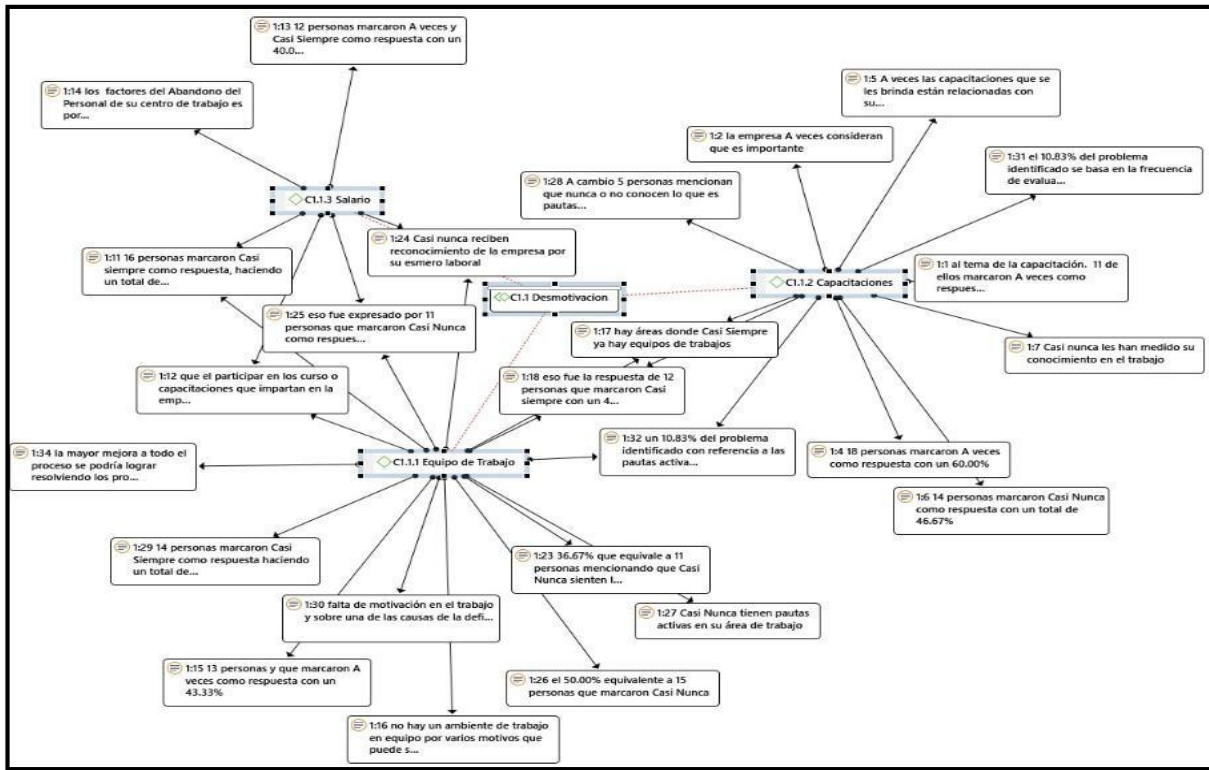 1:13 12 personas marcaron A veces y
Casi Siempre como respuesta con un
40.0...
1:14 los factores del Abandono del
Personal de su centro de trabajo es
por...
1:5 A veces las capacitaciones que se
les brinda están relacionadas con
su...
1:2 la empresa A veces consideran
que es importante
1:31 el 10.83% del problema
identificado se basa en la frecuencia
de evalua...
1:28 A cambio 5 personas mencionan
que nunca o no conocen lo que es
pautas...
C1.1.3 Salario
1:24 Casi nunca reciben
reconocimiento de la empresa por
su esmero laboral
1:11 16 personas marcaron Casi
siempre como respuesta, haciendo
un total de...
C1.1.2 Capacitaciones
1:1 al tema de la capacitación. 11 de
ellos marcaron A veces como
respues...
C1.1 Desmotivacion
1:25 eso fue expresado por 11
personas que marcaron Casi Nunca
como respues...
1:17 hay áreas donde Casi Siempre
ya hay equipos de trabajos
1:7 Casi nunca les han medido su
conocimiento en el trabajo
1:12 que el participar en los curso o
capacitaciones que impartan en la
emp...
1:18 eso fue la respuesta de 12
personas que marcaron Casi
siempre con un 4...
1:34 la mayor mejora a todo el
proceso se podría lograr
resolviendo los pro...
C1.1.1 Equipo de Trabajo
1:32 un 10.83% del problema
identificado con referencia a las
pautas activa...
1:4 18 personas marcaron A veces
como respuesta con un 60.00%
1:6 14 personas marcaron Casi Nunca
como respuesta con un total de
46.67%
1:29 14 personas marcaron Casi
Siempre como respuesta haciendo
un total de...
1:23 36.67% que equivale a 11
personas mencionando que Casi
Nunca sienten l...
1:30 falta de motivación en el trabajo
y sobre una de las causas de la defi...
1:27 Casi Nunca tienen pautas
activas en su área de trabajo
1:15 13 personas y que marcaron A
veces como respuesta con un
43.33%
1:26 el 50.00% equivalente a 15
personas que marcaron Casi Nunca
1:16 no hay un ambiente de trabajo
en equipo por varios motivos que
puede s...